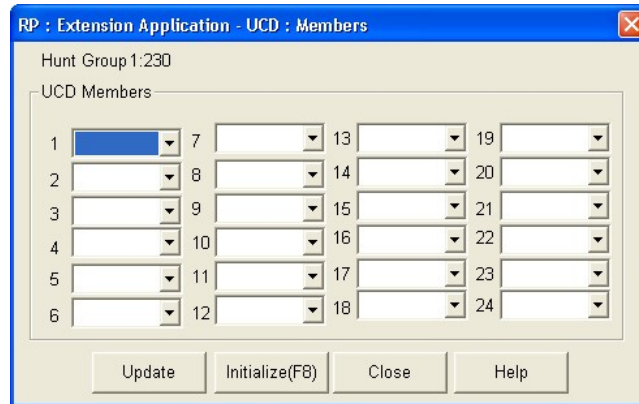 RP : Extension Application - UCD : Members
Hunt Group 1:230
UCD Members
1 7 13 19
2 8 14 20
3 9 15 21
4 10 16 22
5 11 17 23
6 12 18 24
Update Initialize(F8) Close Help